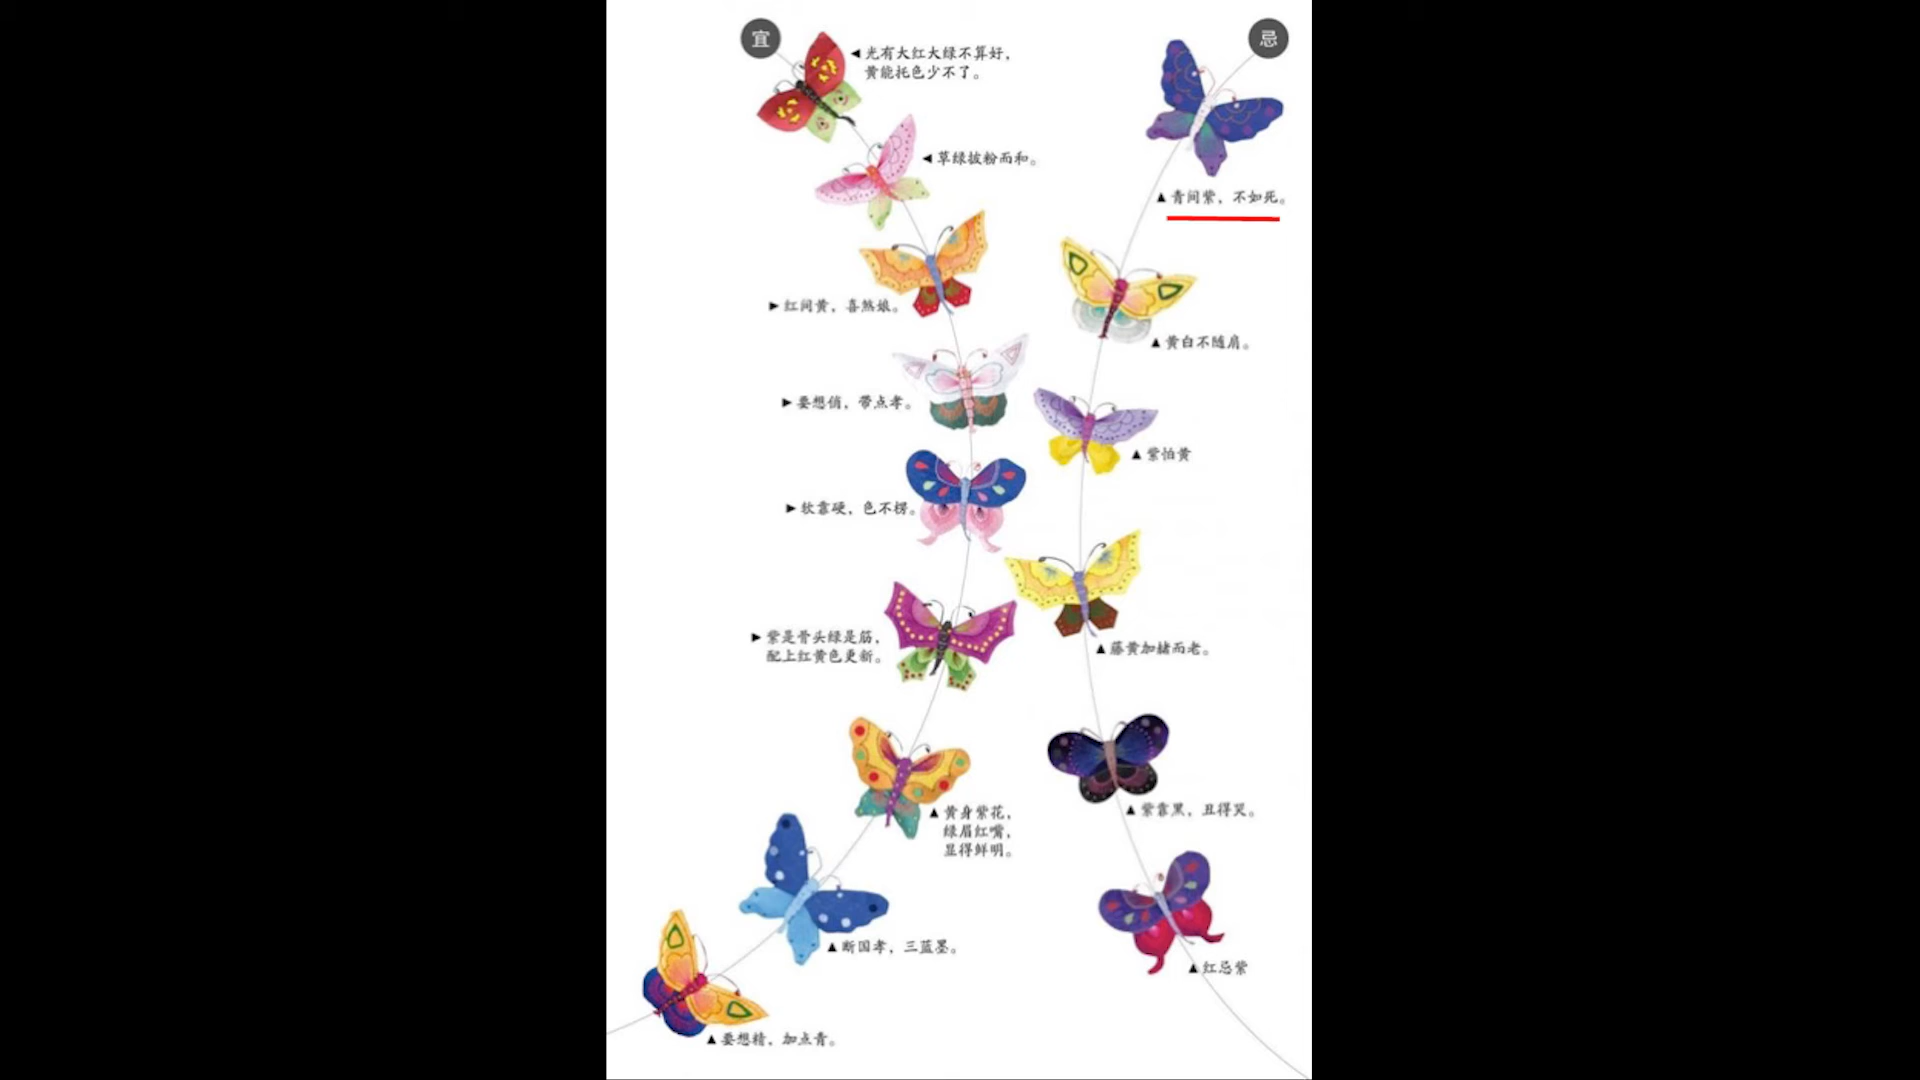 宜
光有大红大绿不算好，
黄能托色少不了。
草绿披粉而和。
红间黄，喜煞娘。
要想俏，带点孝。
软靠硬，色不楞。
紫是骨头绿是筋，
配上红黄色更新。
黄身紫花，
绿眉红嘴，
显得鲜明。
断国孝，三蓝墨。
要想精，加点青。
忌
青间紫，不如死。
黄白不随肩。
紫怕黄
藤黄加赭而老。
紫靠黑，丑得哭。
红忌紫